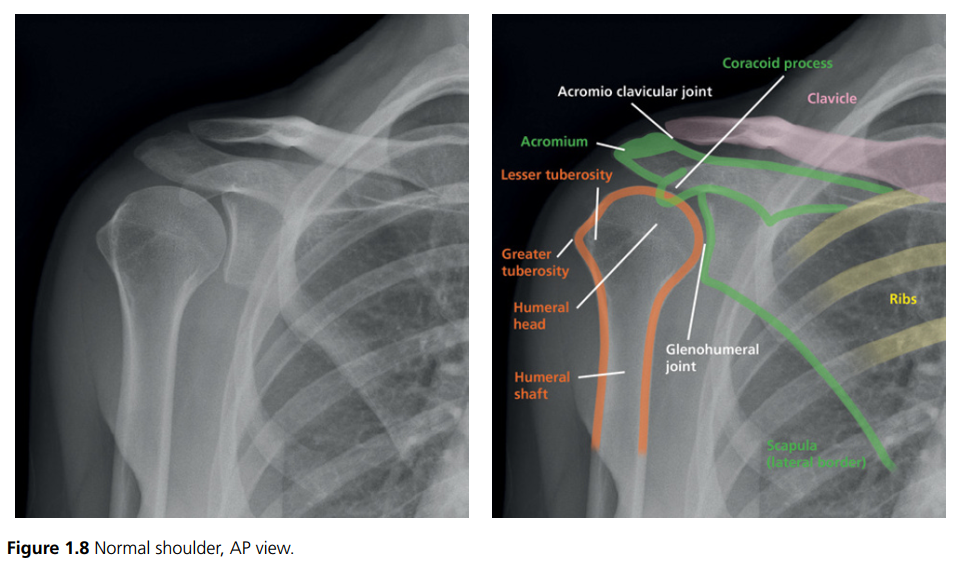 Coracoid process
Acromio clavicular joint
Clavicle
Acromium
Lesser tuberosity
Greater
tuberosity
Ribs
Humeral
head
Glenohumeral
joint
Humeral
shaft
Scapula
(lateral border)
Figure 1.8 Normal shoulder, AP view.